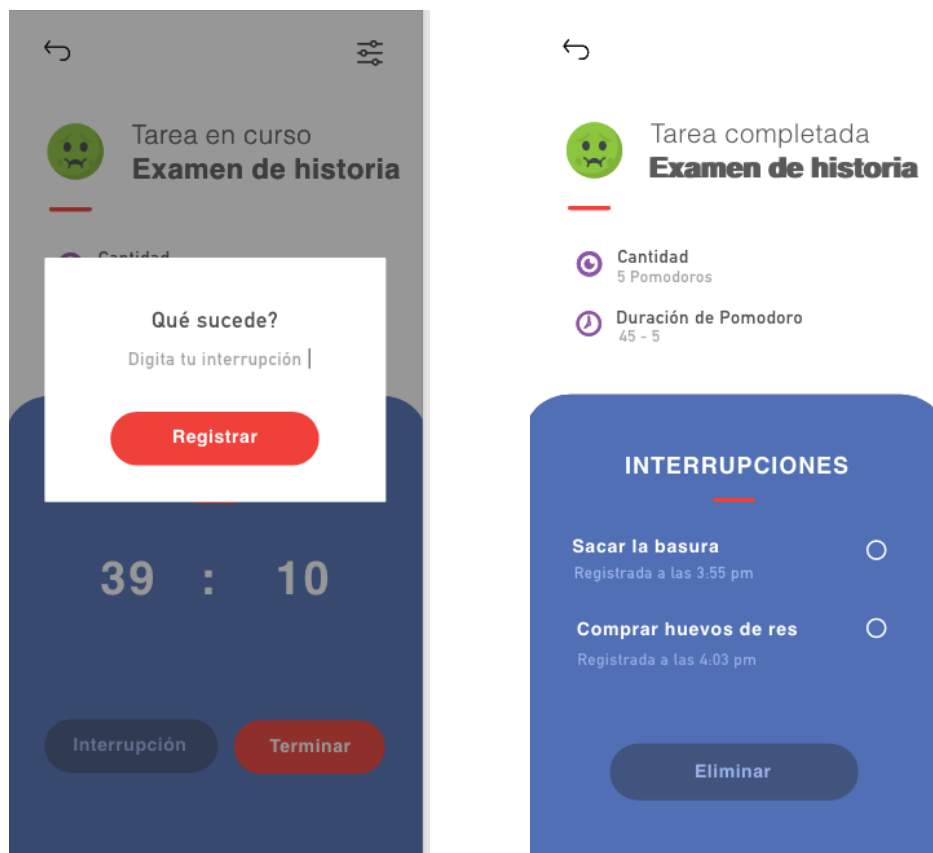 Tarea en curso
Examen de historia
Cantidad
Qué sucede?
Digita tu interrupción
Registrar
39 : 10
Interrupción
Terminar
Tarea completada
Examen de historia
Cantidad
5 Pomodoros
Duración de Pomodoro
45 - 5
INTERRUPCIONES
Sacar la basura
Registrada a las 3:55 pm
Comprar huevos de res
Registrada a las 4:03 pm
Eliminar